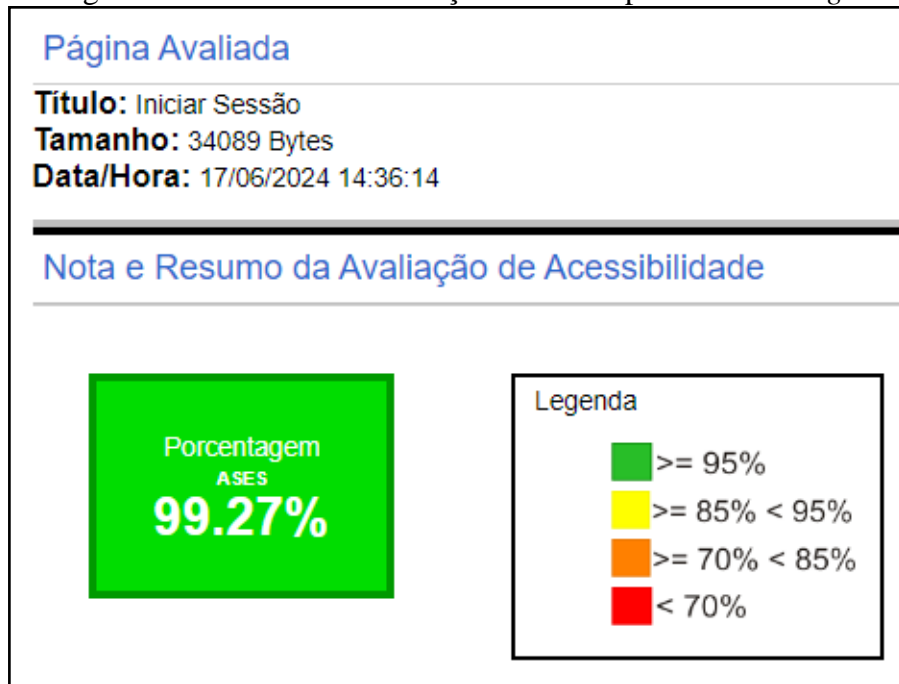 Página Avaliada
Título: Iniciar Sessão
Tamanho: 34089 Bytes
Data/Hora: 17/06/2024 14:36:14
Nota e Resumo da Avaliação de Acessibilidade
Porcentagem
ASES
99.27%
Legenda
>= 95%
>= 85% < 95%
>= 70% < 85%
< 70%